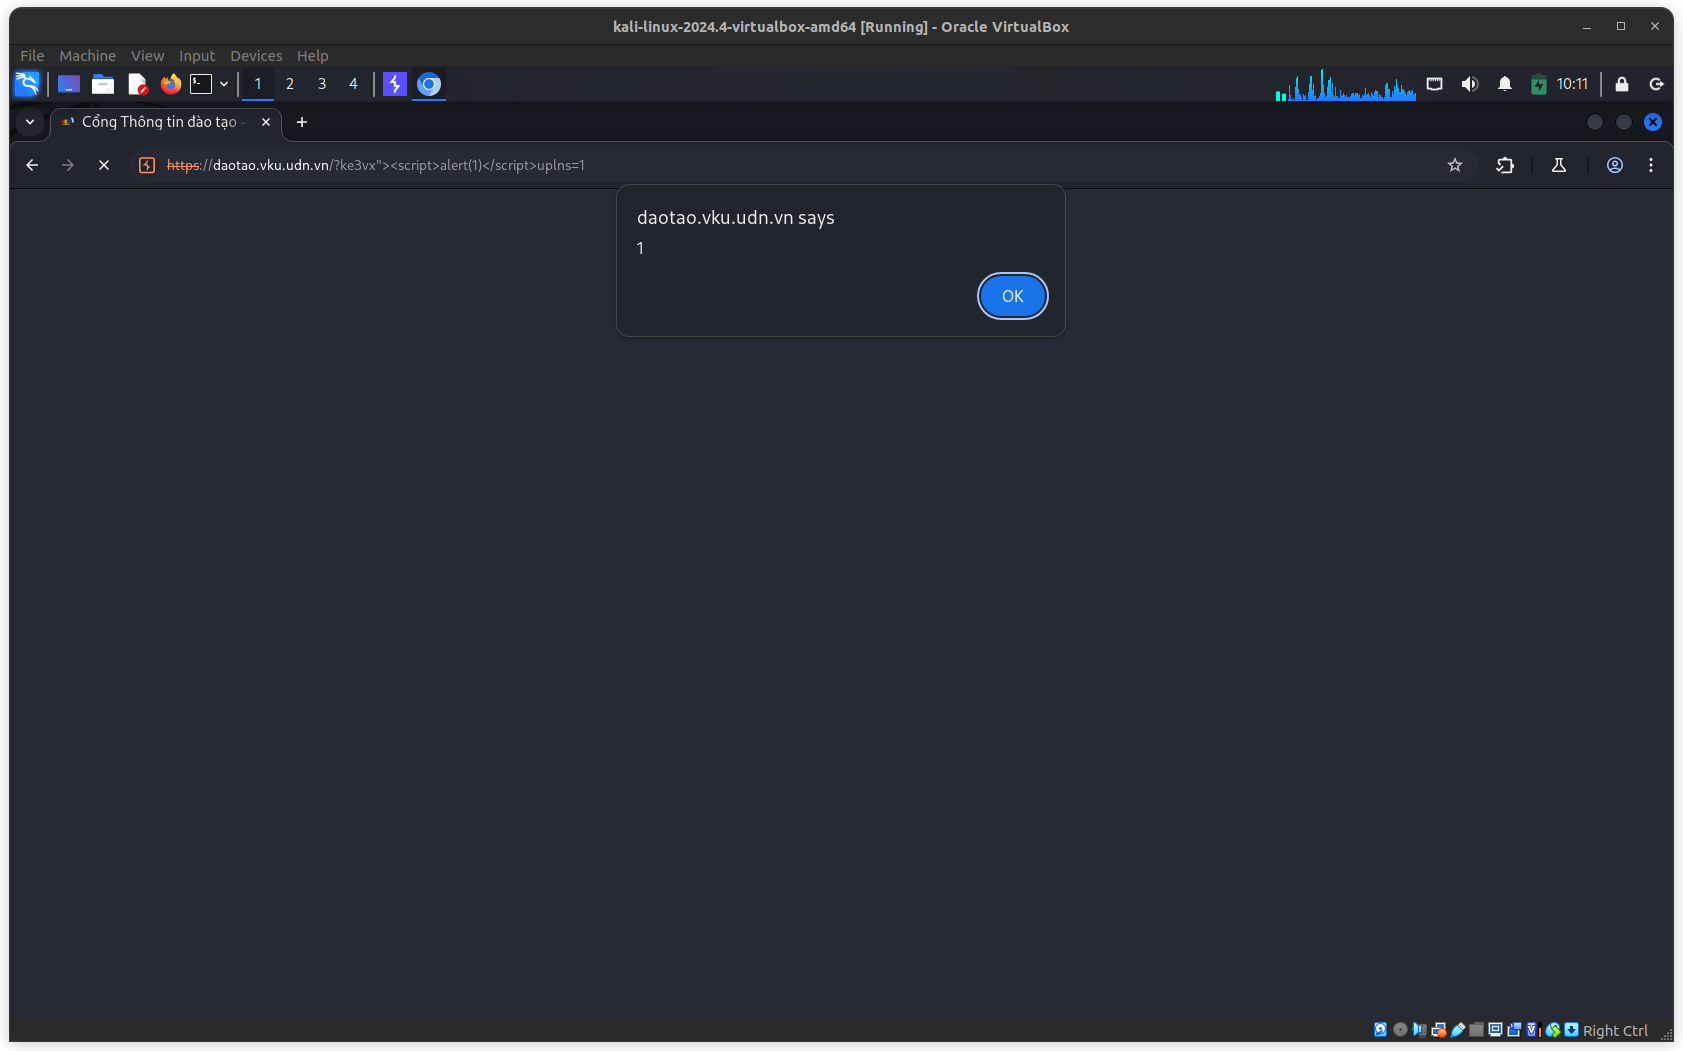 kali-linux-2024.4-virtualbox-amd64 [Running] - Oracle VirtualBox
File Machine View Input Devices Help
1 2 3 4 10:11
Cổng Thông tin đào tạo -
https://daotao.vku.udn.vn/?ke3vx"><script>alert(1)</script>uplns=1
daotao.vku.udn.vn says
1
OK
Right Ctrl